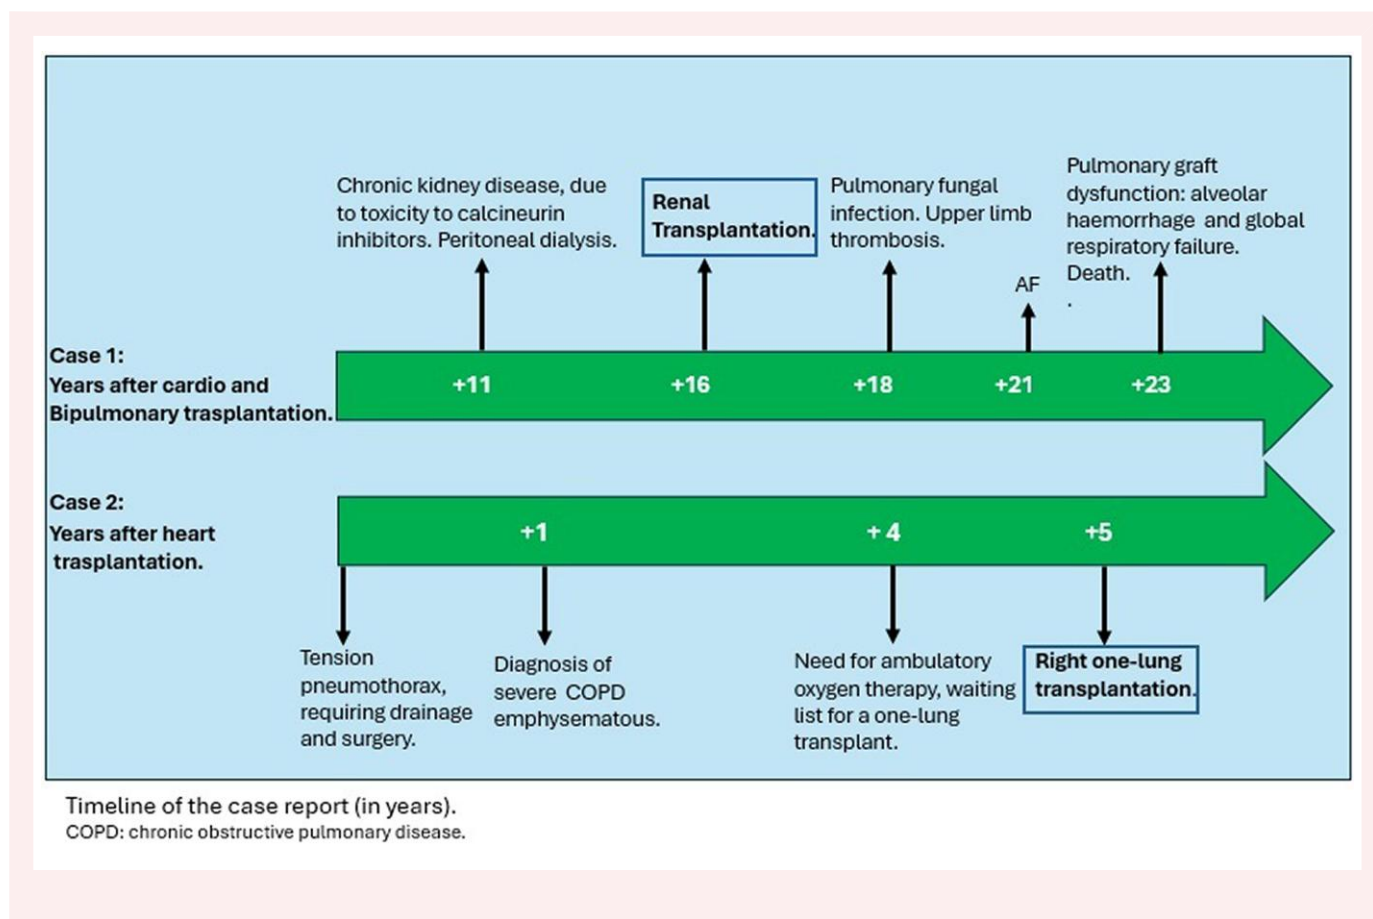 Chronic kidney disease, due
to toxicity to calcineurin
inhibitors. Peritoneal dialysis.
Renal
Transplantation.
Pulmonary fungal
infection. Upper limb
thrombosis.
AF
Pulmonary graft
dysfunction: alveolar
haemorrhage and global
respiratory failure.
Death.
.
Case 1:
Years after cardio and
Bipulmonary trasplantation.
+11
+16
+18
+21
+23
Case 2:
Years after heart
trasplantation.
+1
+ 4
+5
Tension
pneumothorax,
requiring drainage
and surgery.
Diagnosis of
severe COPD
emphysematous.
Need for ambulatory
oxygen therapy, waiting
list for a one-lung
transplant.
Right one-lung
transplantation.
Timeline of the case report (in years).
COPD: chronic obstructive pulmonary disease.